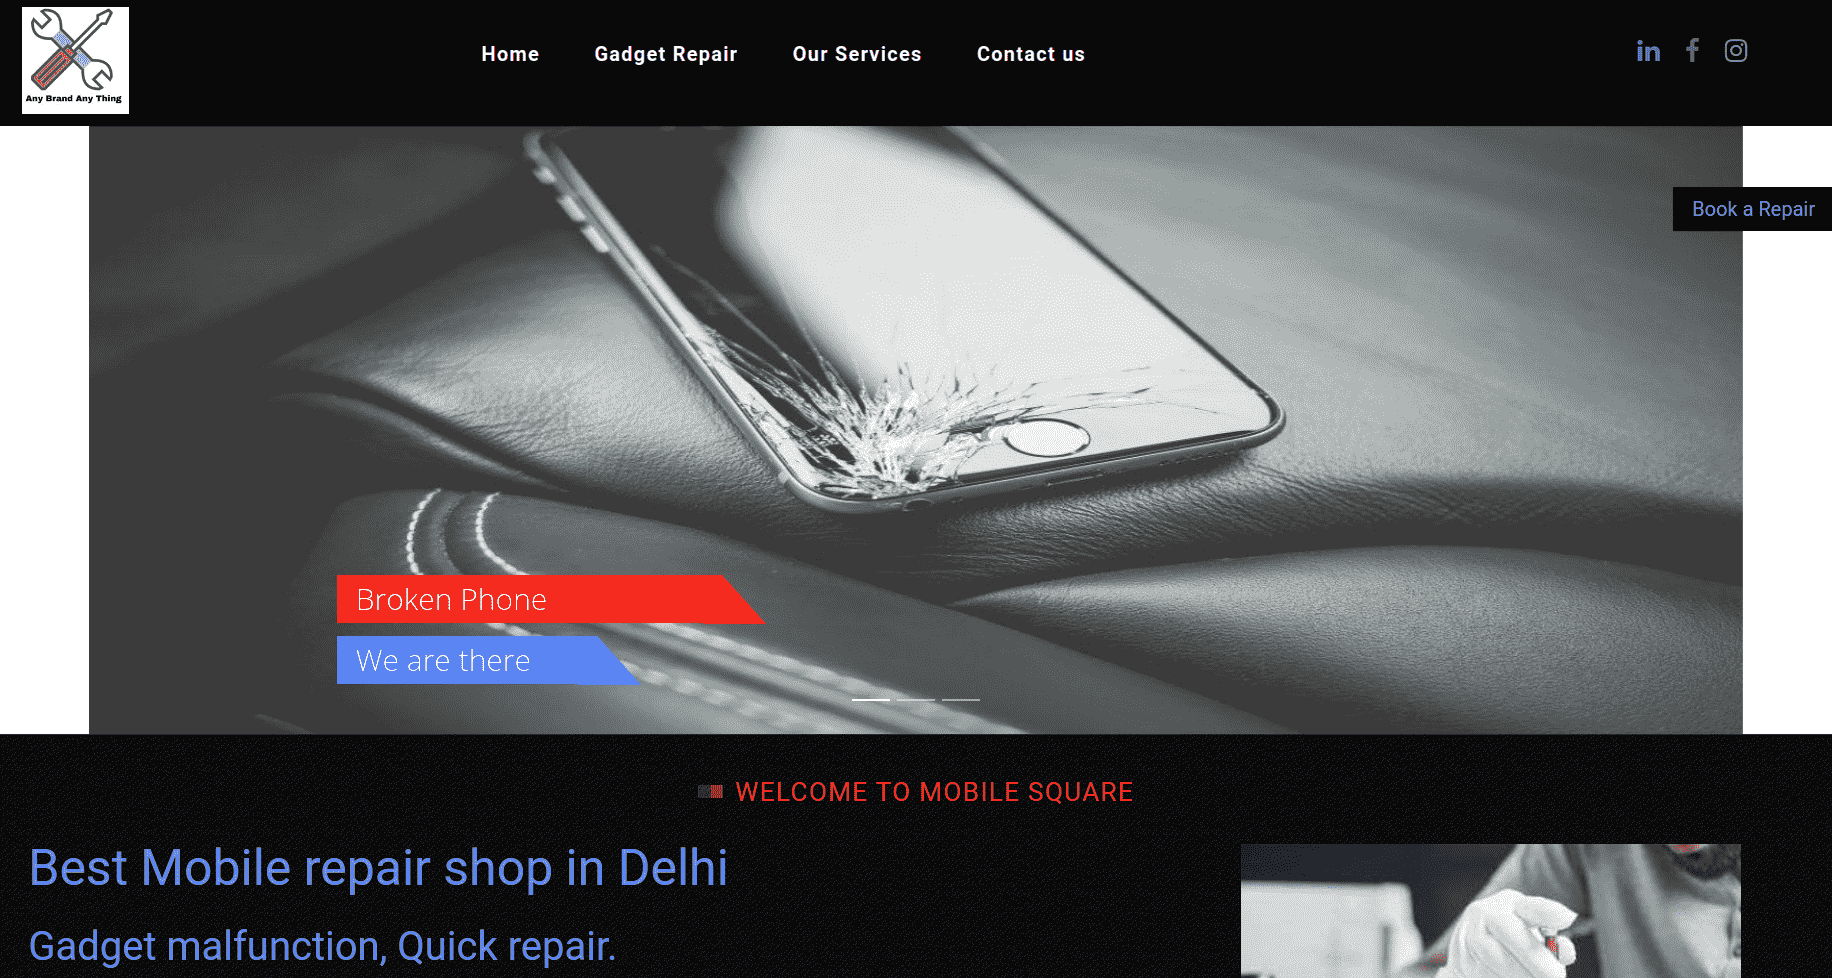 Any Brand Any Thing
Home
Gadget Repair
Our Services
Contact us
in
f
Book a Repair
Broken Phone
We are there
WELCOME TO MOBILE SQUARE
Best Mobile repair shop in Delhi
Gadget malfunction, Quick repair.